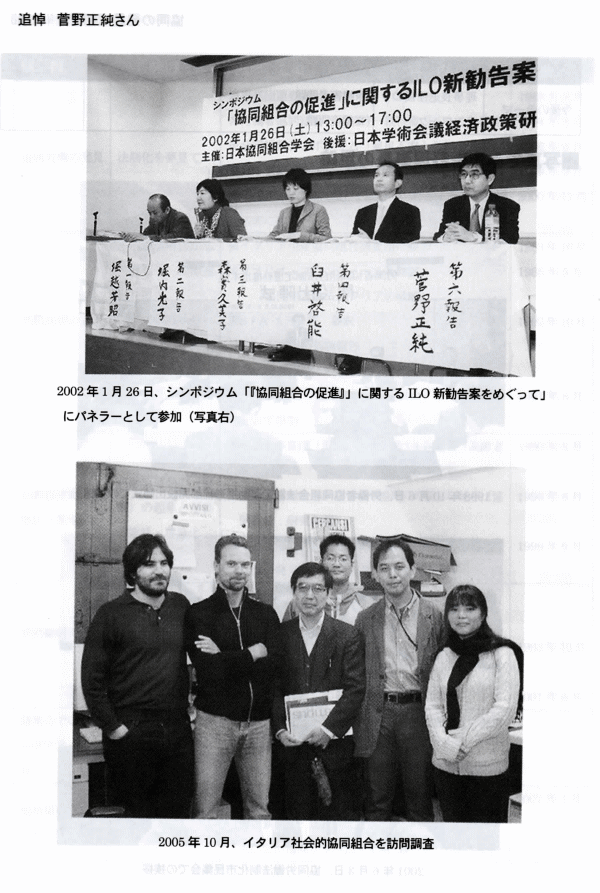 追悼　菅野正純さん
シンポジウム
「協同組合の促進」に関するILO新勧告案
2002年1月26日（土）13:00～17:00
主催：日本協同組合学会　後援：日本学術会議経済政策研
報告
堀越芳昭
第二報告
堀内光子
第三報告
森貴久美子
第四報告
臼井啓能
第六報告
菅野正純
2002年1月26日、シンポジウム「『協同組合の促進』」に関するILO新勧告案をめぐって」
にパネラーとして参加（写真右）
2005年10月、イタリア社会的協同組合を訪問調査